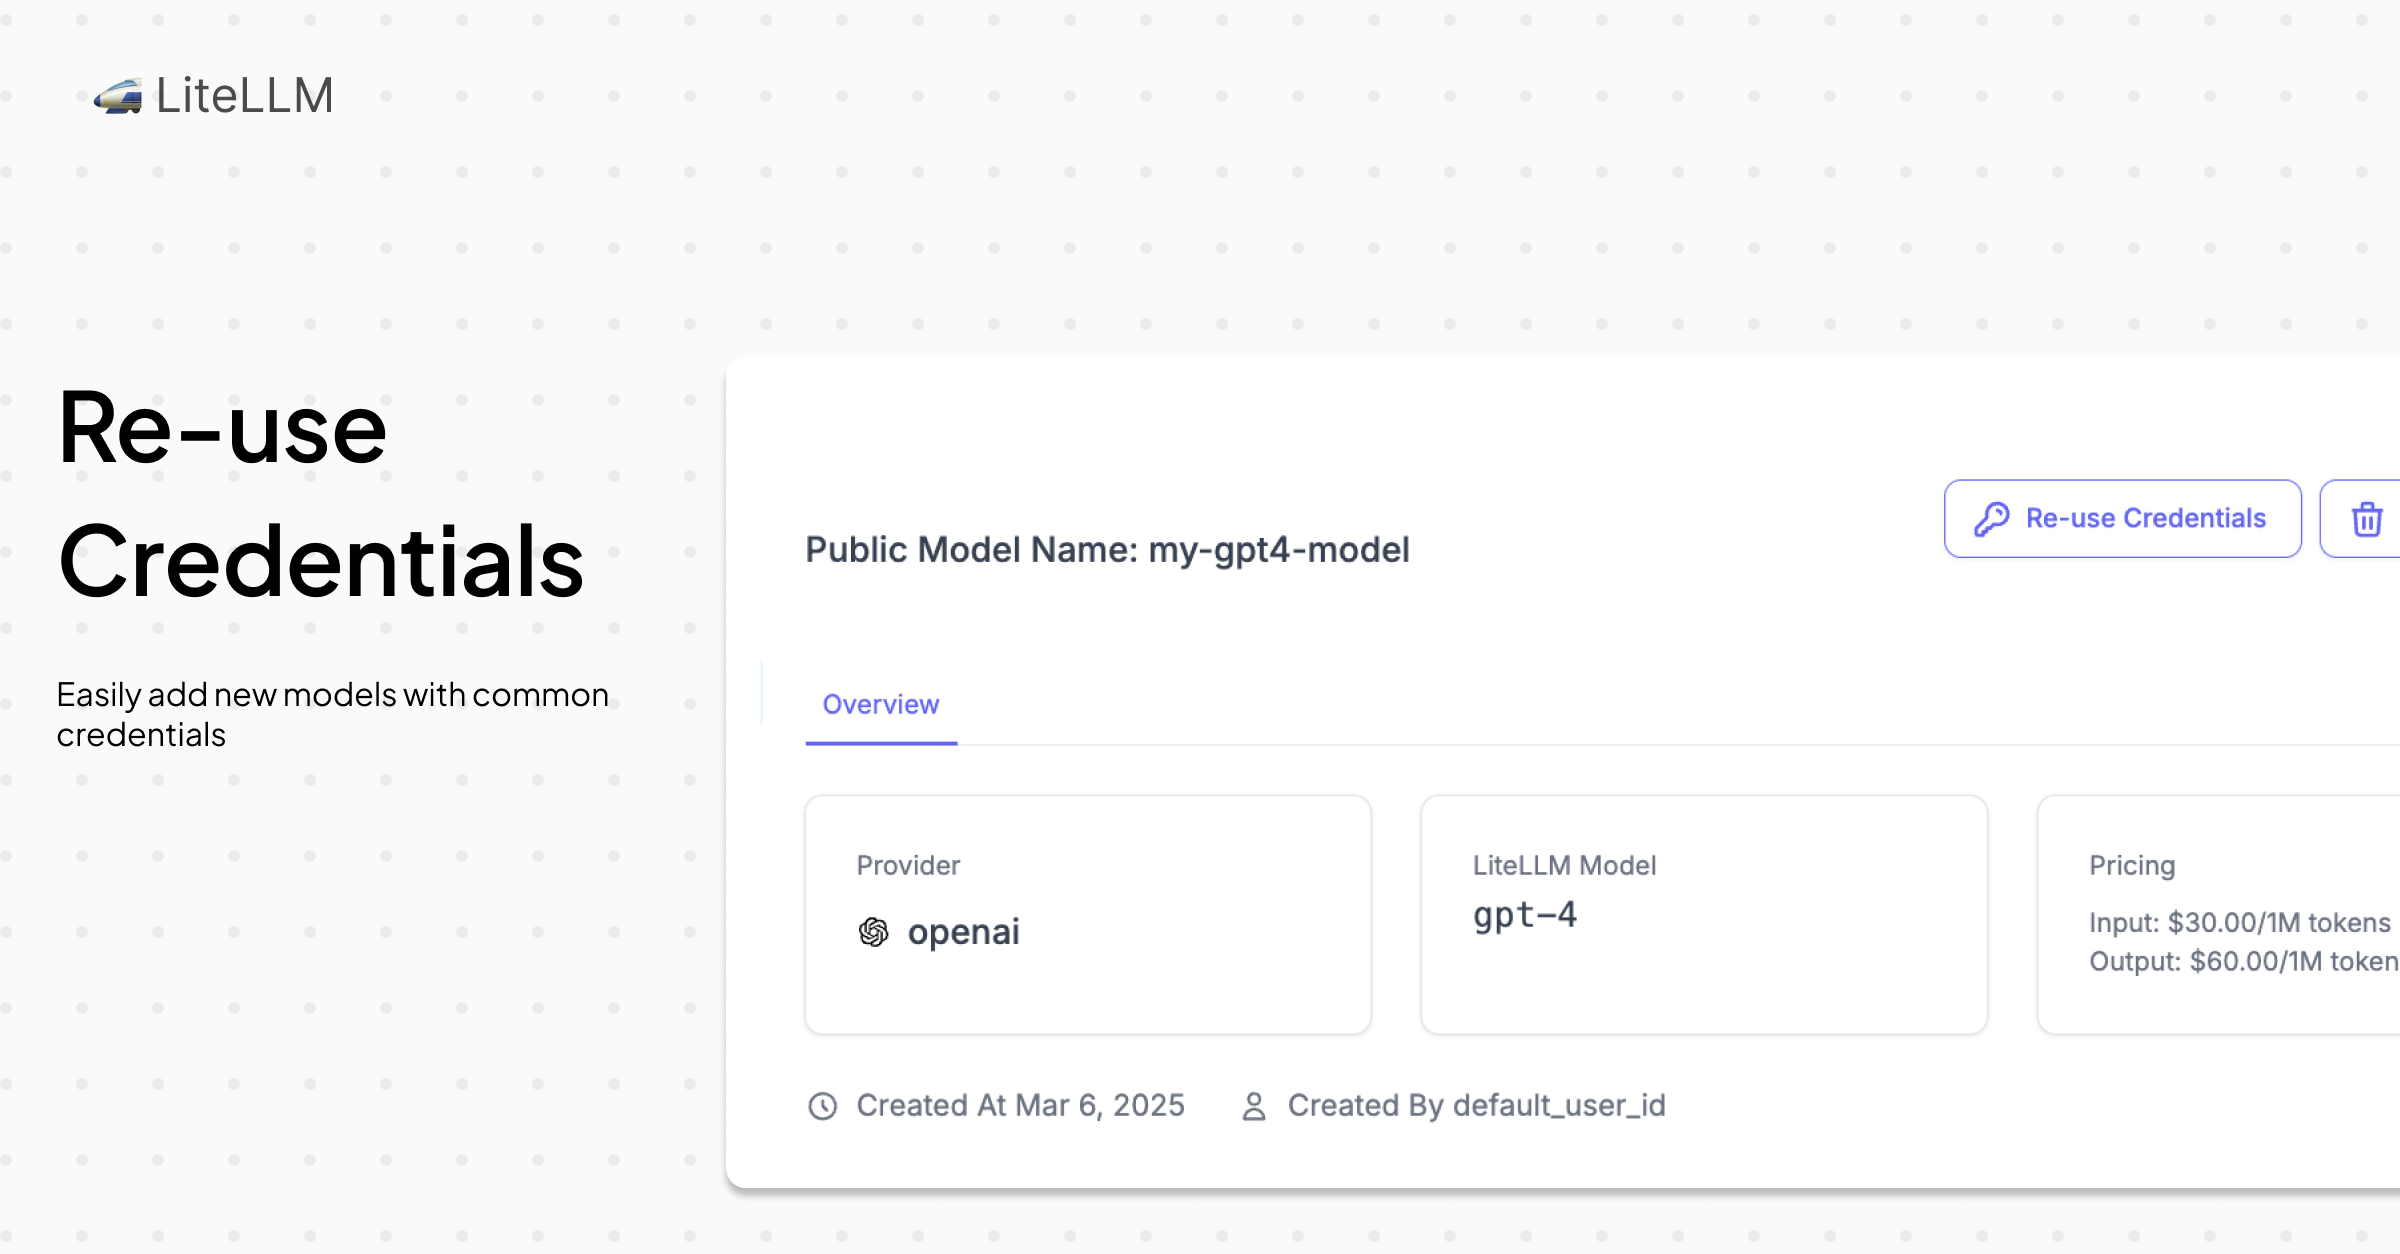 LiteLLM
Re-use
Credentials
Easily add new models with common
credentials
Public Model Name: my-gpt4-model
Re-use Credentials
Overview
Provider
openai
LiteLLM Model
gpt-4
Pricing
Input: $30.00/1M tokens
Output: $60.00/1M token
Created At Mar 6, 2025
Created By default_user_id